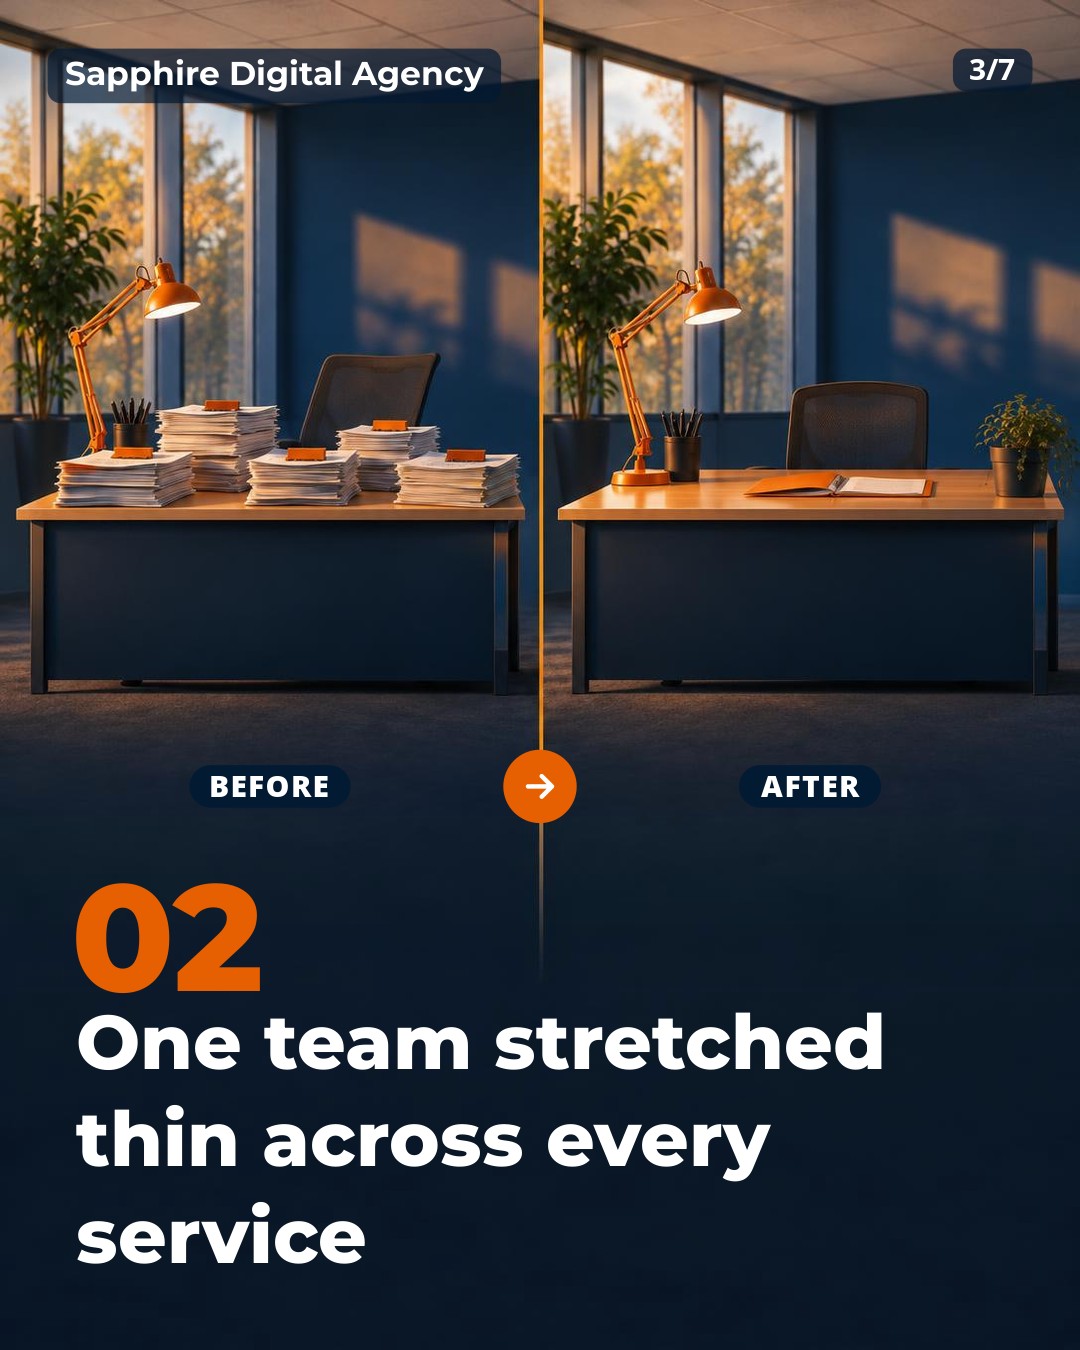 Sapphire Digital Agency
3/7
BEFORE
AFTER
02
One team stretched
thin across every
service